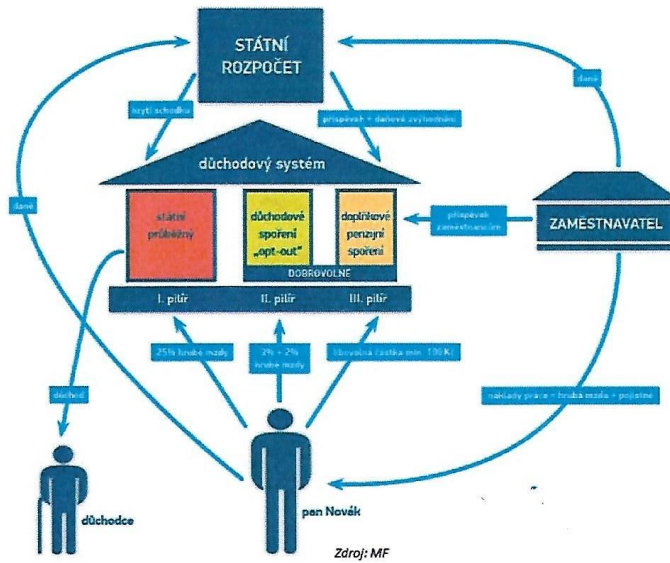 STÁTNÍ
ROZPOČET
daně
krytí schodku
příspěvek + daňové zvýhodnění
důchodový systém
daně
státní
průběžný
důchodové
spoření
„opt-out“
doplňkové
penzijní
spoření
DOBROVOLNÉ
příspěvek
zaměstnancům
ZAMĚSTNAVATEL
I. pilíř
II. pilíř
III. pilíř
25% hrubé mzdy
3% + 2%
hrubé mzdy
libovolná částka min. 100 Kč
důchod
náklady práce = hrubá mzda + pojistné
důchodce
pan Novák
Zdroj: MF